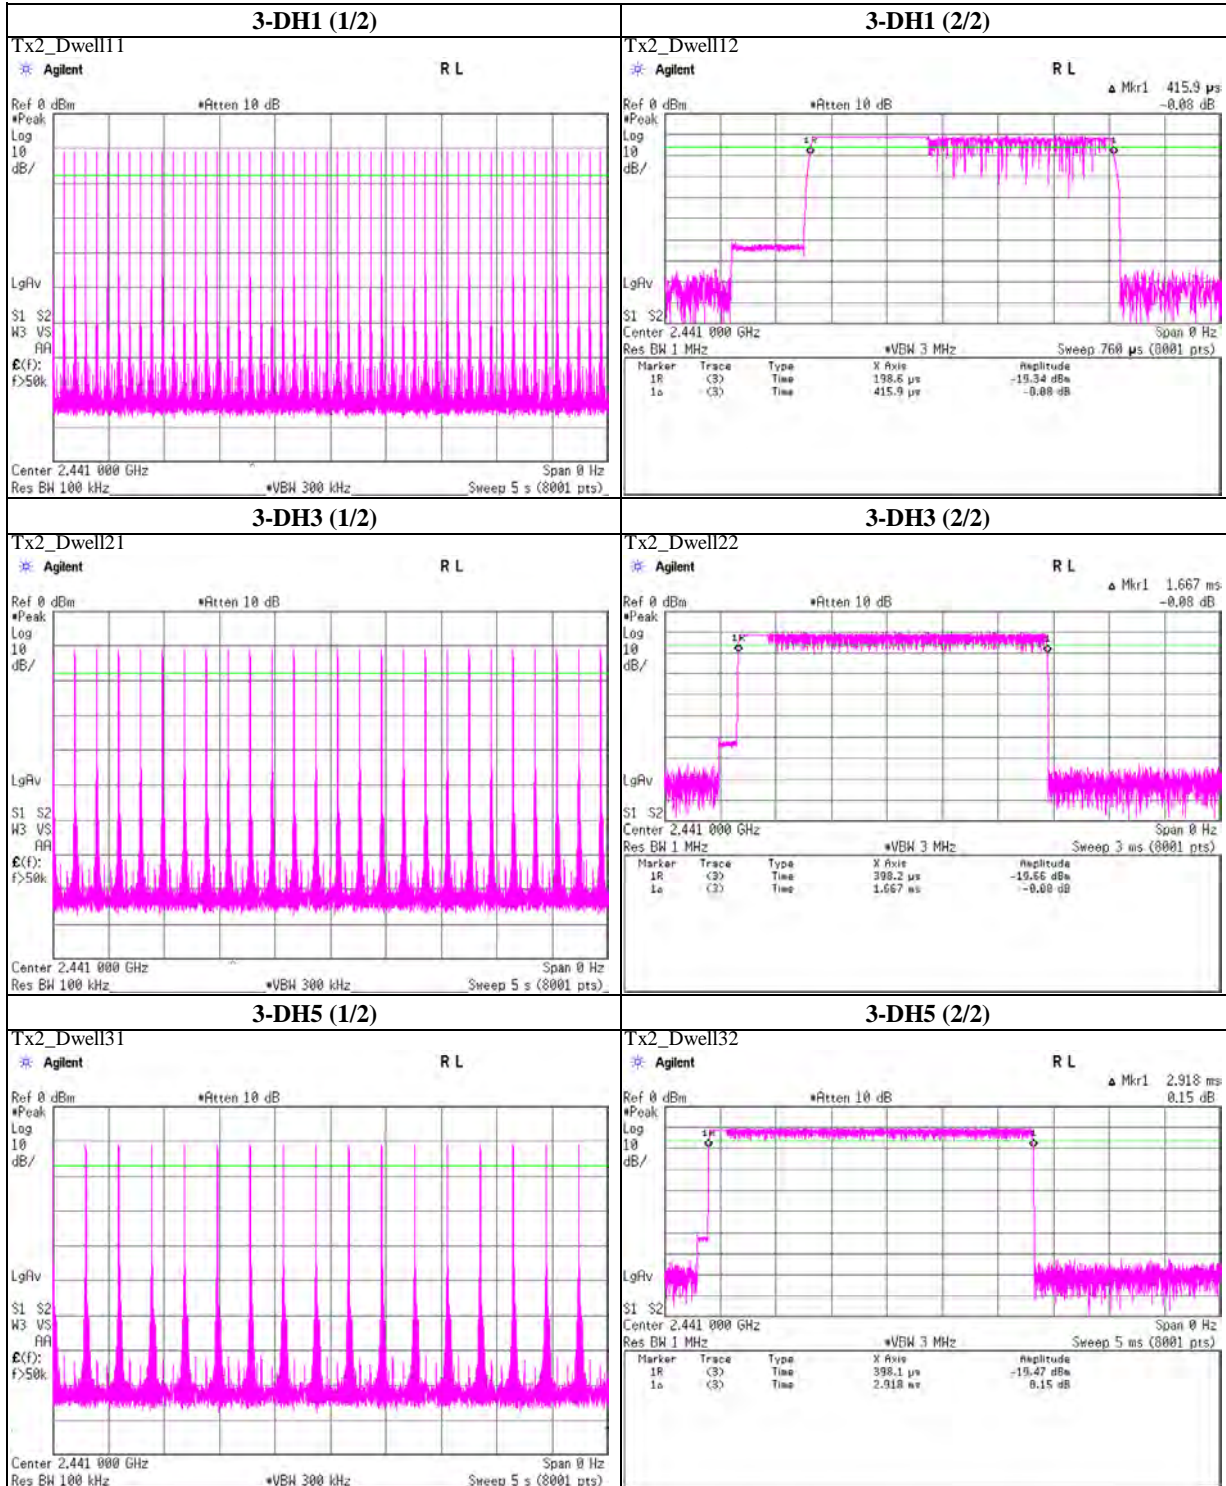 3-DH1 (1/2)
Tx2_Dwell11
Agilent
R L
Ref 0 dBm
*Atten 10 dB
*Peak
Log
10
dB/
LgAv
S1 S2
W3 VS
AA
£(f):
f>50k
Center 2.441 000 GHz
Span 0 Hz
Res BW 100 kHz
*VBW 300 kHz
Sweep 5 s (8001 pts)
3-DH1 (2/2)
Tx2_Dwell12
Agilent
R L
Δ Mkr1 415.9 µs
Ref 0 dBm
*Atten 10 dB
-0.08 dB
*Peak
Log
10
dB/
1R
1
LgAv
S1 S2
Center 2.441 000 GHz
Span 0 Hz
Res BW 1 MHz
*VBW 3 MHz
Sweep 760 µs (8001 pts)
Marker Trace Type X Axis Amplitude
1R (3) Time 198.6 µs -19.34 dBm
1Δ (3) Time 415.9 µs -0.08 dB
3-DH3 (1/2)
Tx2_Dwell21
Agilent
R L
Ref 0 dBm
*Atten 10 dB
*Peak
Log
10
dB/
LgAv
S1 S2
W3 VS
AA
£(f):
f>50k
Center 2.441 000 GHz
Span 0 Hz
Res BW 100 kHz
*VBW 300 kHz
Sweep 5 s (8001 pts)
3-DH3 (2/2)
Tx2_Dwell22
Agilent
R L
Δ Mkr1 1.667 ms
Ref 0 dBm
*Atten 10 dB
-0.08 dB
*Peak
Log
10
dB/
1R
1
LgAv
S1 S2
Center 2.441 000 GHz
Span 0 Hz
Res BW 1 MHz
*VBW 3 MHz
Sweep 3 ms (8001 pts)
Marker Trace Type X Axis Amplitude
1R (3) Time 398.2 µs -19.66 dBm
1Δ (3) Time 1.667 ms -0.08 dB
3-DH5 (1/2)
Tx2_Dwell31
Agilent
R L
Ref 0 dBm
*Atten 10 dB
*Peak
Log
10
dB/
LgAv
S1 S2
W3 VS
AA
£(f):
f>50k
Center 2.441 000 GHz
Span 0 Hz
Res BW 100 kHz
*VBW 300 kHz
Sweep 5 s (8001 pts)
3-DH5 (2/2)
Tx2_Dwell32
Agilent
R L
Δ Mkr1 2.918 ms
Ref 0 dBm
*Atten 10 dB
0.15 dB
*Peak
Log
10
dB/
1R
1
LgAv
S1 S2
Center 2.441 000 GHz
Span 0 Hz
Res BW 1 MHz
*VBW 3 MHz
Sweep 5 ms (8001 pts)
Marker Trace Type X Axis Amplitude
1R (3) Time 398.1 µs -19.47 dBm
1Δ (3) Time 2.918 ms 0.15 dB